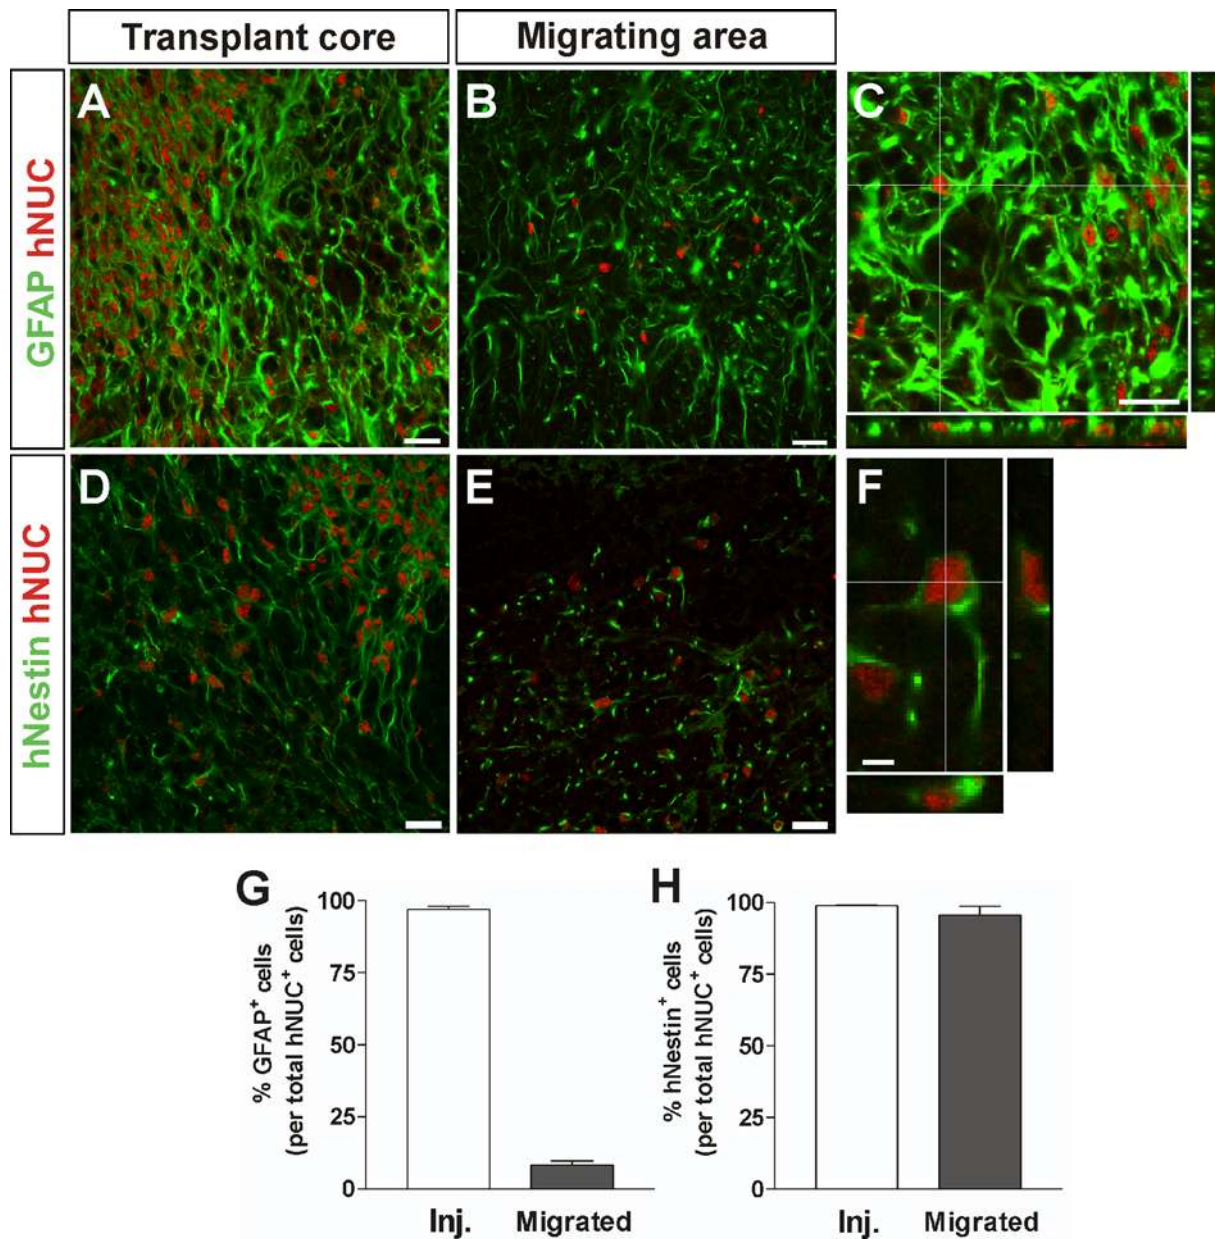 Transplant core
Migrating area
GFAP hNUC
A
B
C
hNestin hNUC
D
E
F
G
% GFAP+ cells
(per total hNUC+ cells)
100
75
50
25
0
Inj.
Migrated
H
% hNestin+ cells
(per total hNUC+ cells)
100
75
50
25
0
Inj.
Migrated